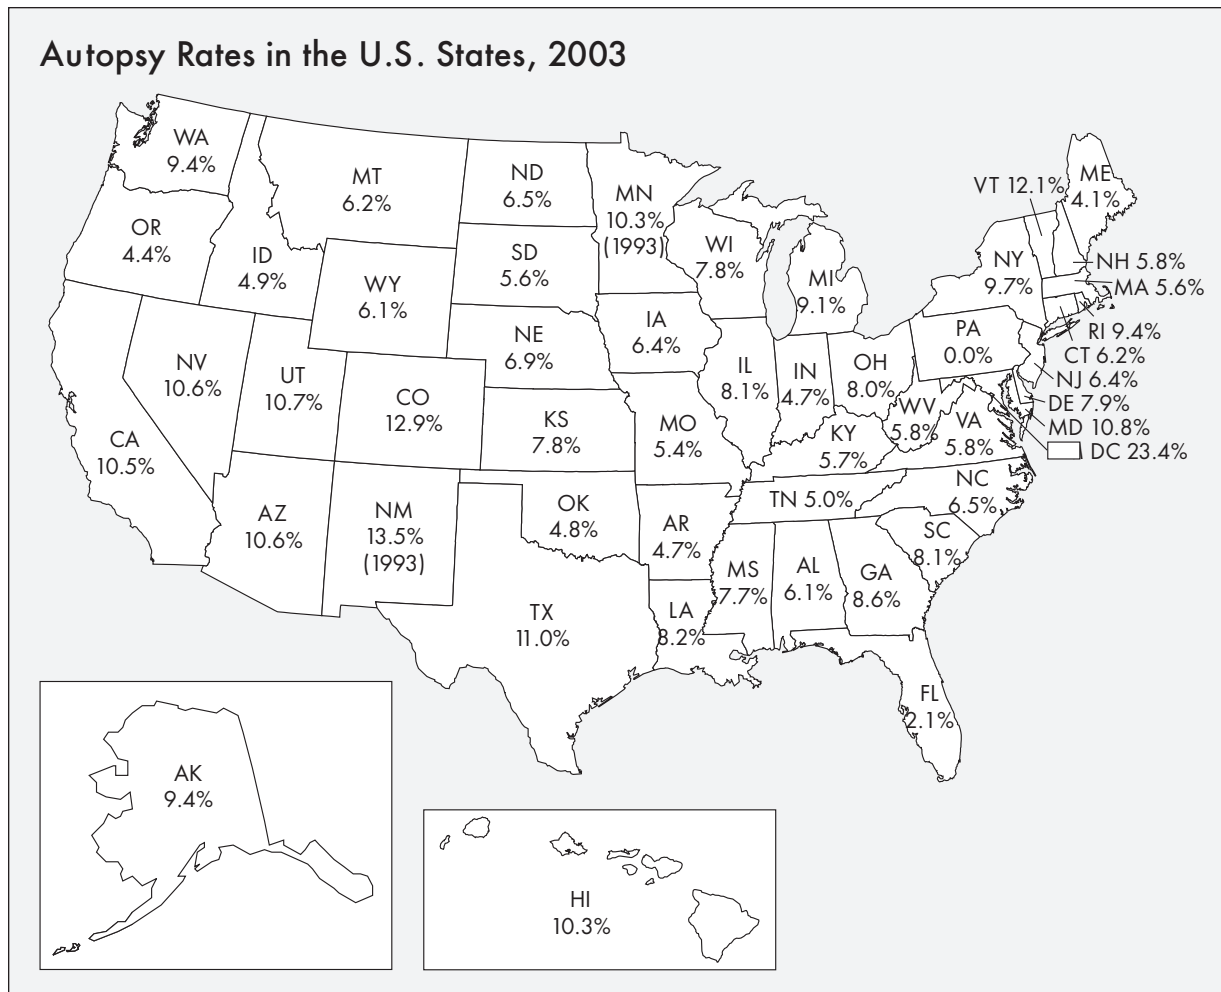 Autopsy Rates in the U.S. States, 2003
WA
9.4%
MT
6.2%
ND
6.5%
MN
10.3%
(1993)
VT 12.1%
ME
4.1%
OR
4.4%
ID
4.9%
SD
5.6%
WI
7.8%
MI
9.1%
NY
9.7%
NH 5.8%
MA 5.6%
WY
6.1%
IA
6.4%
NE
6.9%
PA
0.0%
RI 9.4%
CT 6.2%
NJ 6.4%
DE 7.9%
MD 10.8%
DC 23.4%
NV
10.6%
UT
10.7%
CO
12.9%
KS
7.8%
MO
5.4%
IL
8.1%
IN
4.7%
OH
8.0%
WV
5.8%
VA
5.8%
KY
5.7%
CA
10.5%
AZ
10.6%
NM
13.5%
(1993)
OK
4.8%
AR
4.7%
TN 5.0%
NC
6.5%
SC
8.1%
MS
7.7%
AL
6.1%
GA
8.6%
TX
11.0%
LA
8.2%
FL
2.1%
AK
9.4%
HI
10.3%